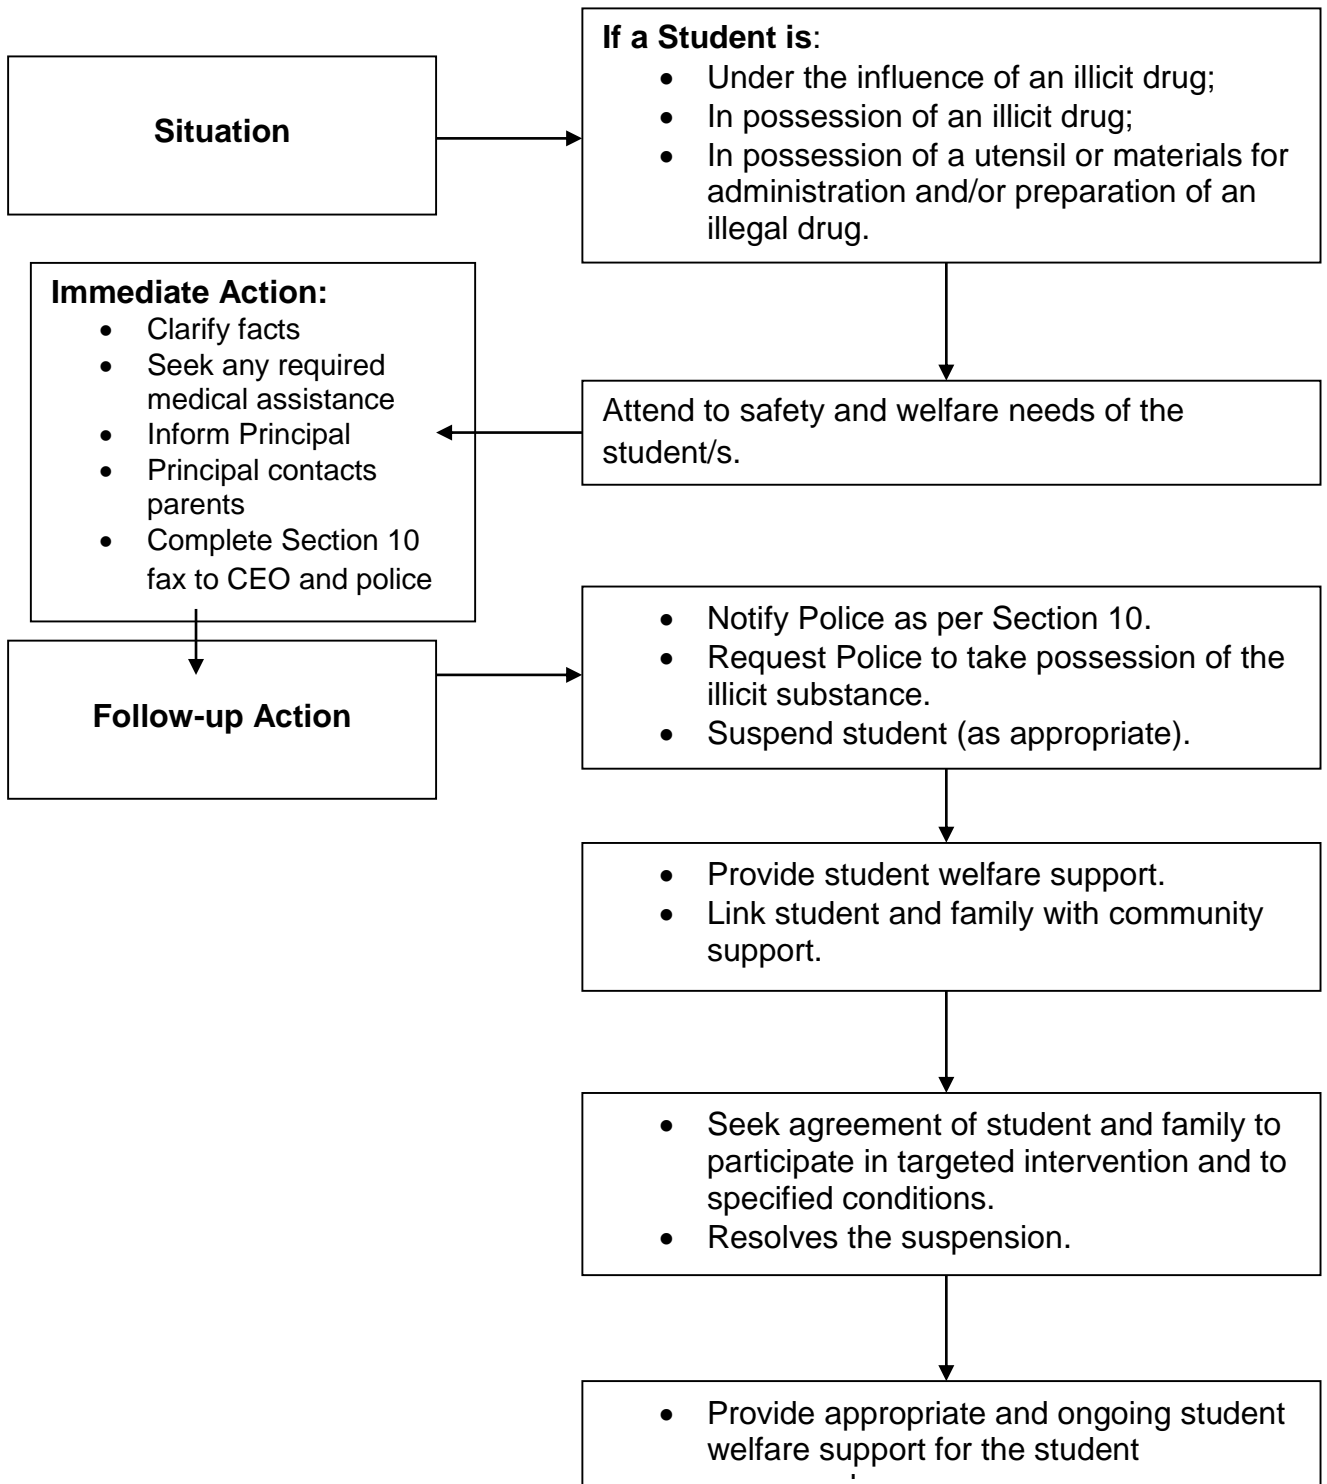 Situation
If a Student is:
• Under the influence of an illicit drug;
• In possession of an illicit drug;
• In possession of a utensil or materials for
administration and/or preparation of an
illegal drug.
Attend to safety and welfare needs of the
student/s.
Immediate Action:
• Clarify facts
• Seek any required
medical assistance
• Inform Principal
• Principal contacts
parents
• Complete Section 10
fax to CEO and police
Follow-up Action
• Notify Police as per Section 10.
• Request Police to take possession of the
illicit substance.
• Suspend student (as appropriate).
• Provide student welfare support.
• Link student and family with community
support.
• Seek agreement of student and family to
participate in targeted intervention and to
specified conditions.
• Resolves the suspension.
• Provide appropriate and ongoing student
welfare support for the student